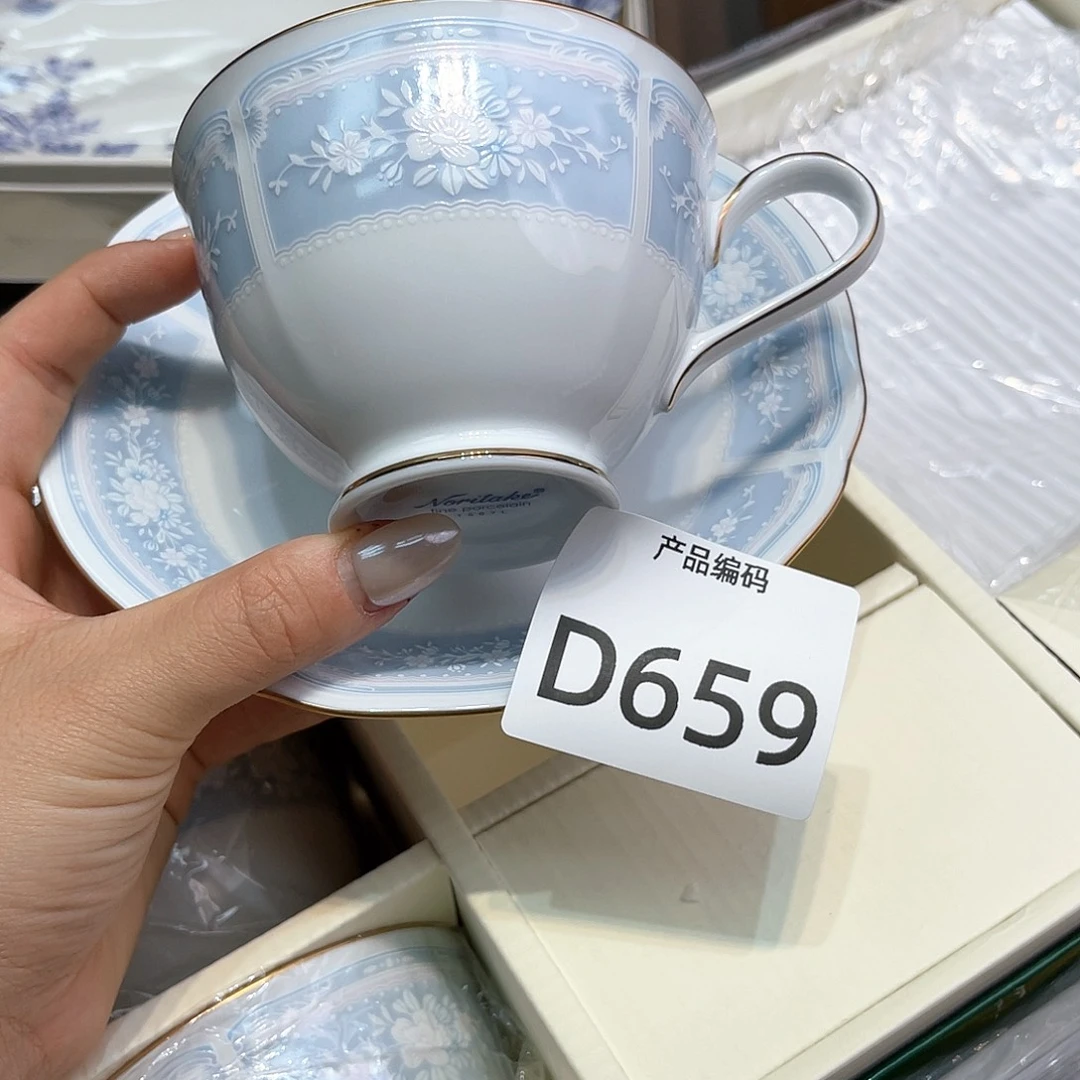 Noritake
fine porcelain
产品编码
D659